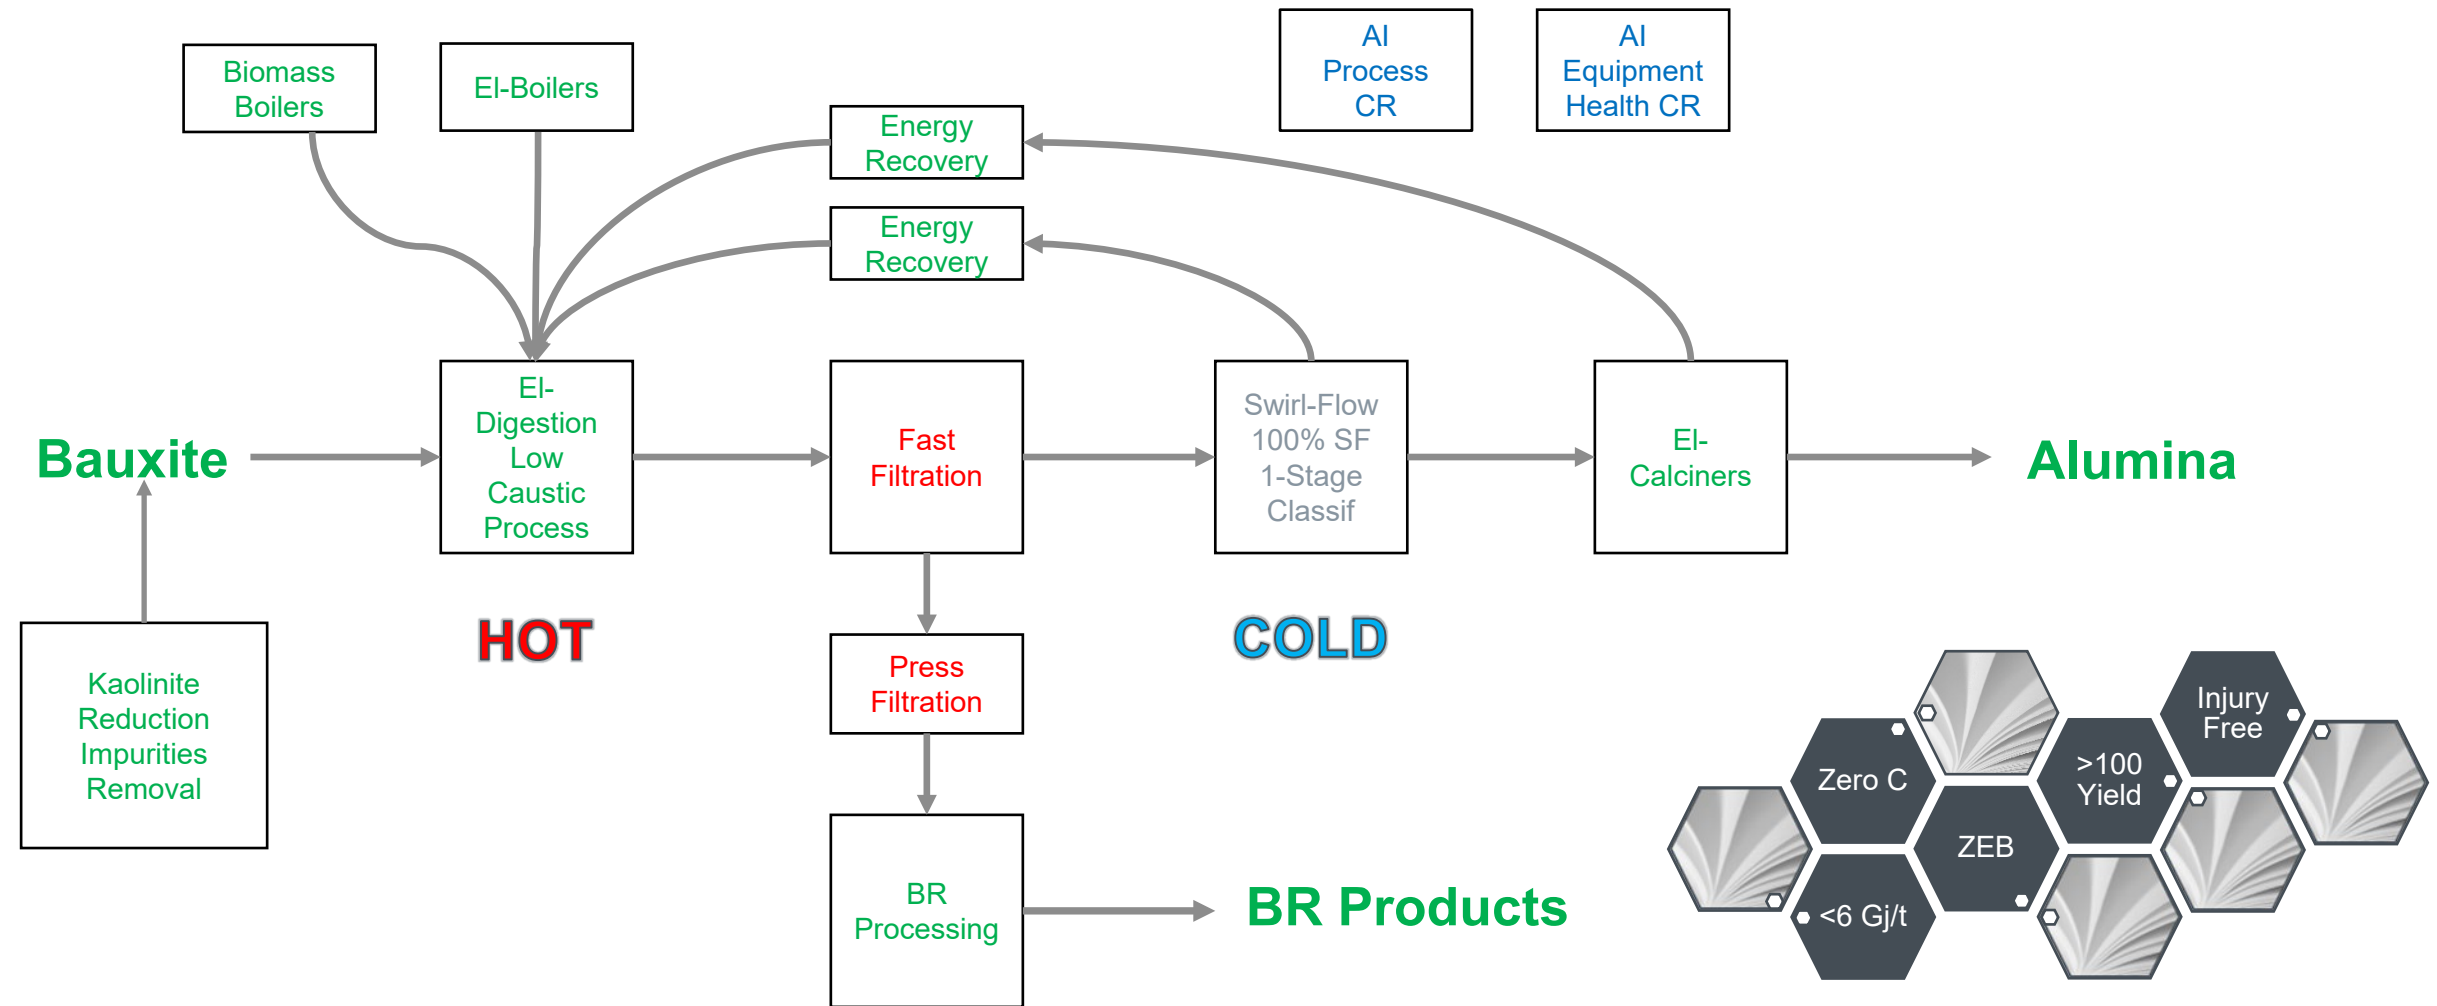 Biomass
Boilers
El-Boilers
Energy
Recovery
Energy
Recovery
AI
Process
CR
AI
Equipment
Health CR
Bauxite
El-
Digestion
Low
Caustic
Process
Fast
Filtration
Swirl-Flow
100% SF
1-Stage
Classif
El-
Calciners
Alumina
HOT
COLD
Kaolinite
Reduction
Impurities
Removal
Press
Filtration
BR
Processing
BR Products
Injury
Free
Zero C
>100
Yield
ZEB
<6 Gj/t